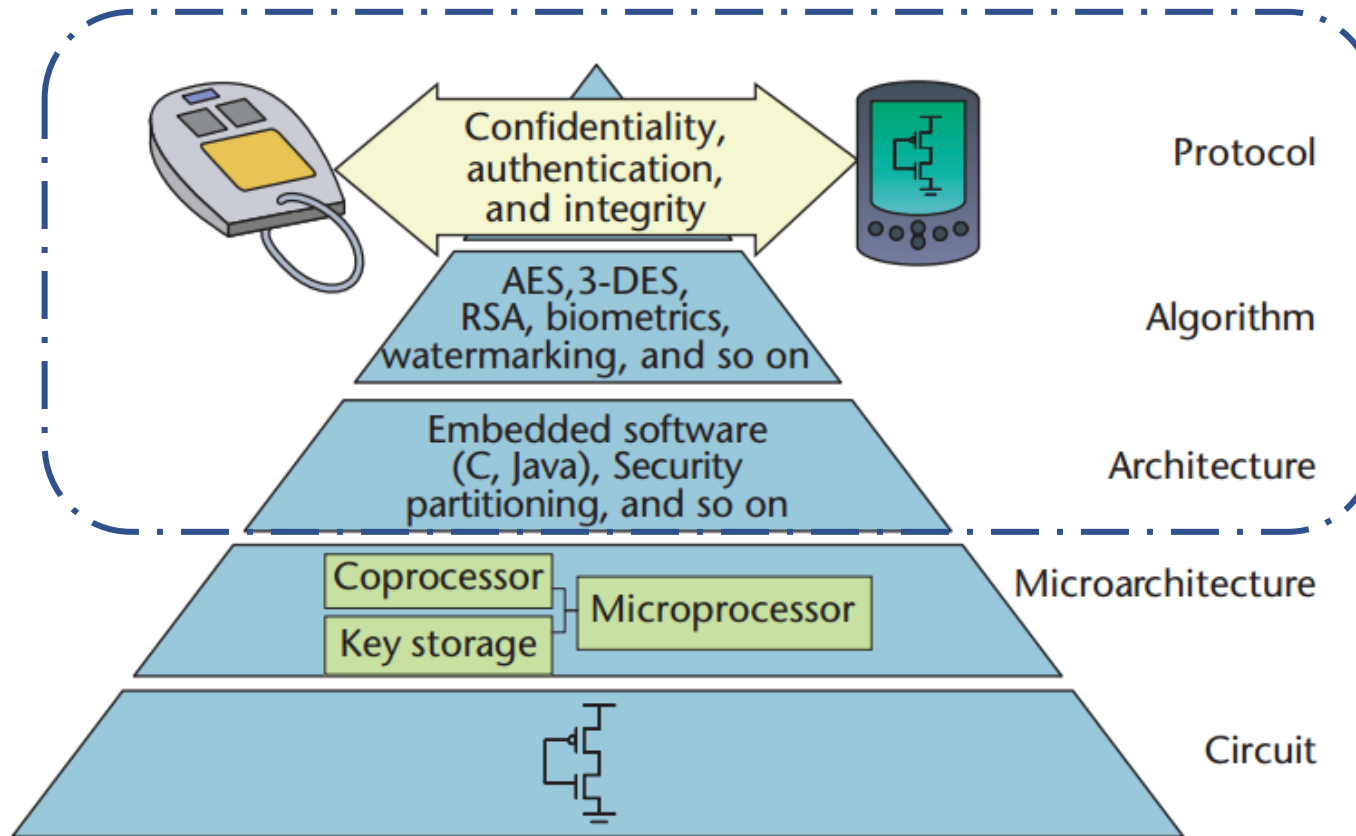 Confidentiality,
authentication,
and integrity
Protocol
AES,3-DES,
RSA, biometrics,
watermarking, and so on
Algorithm
Embedded software
(C, Java), Security
partitioning, and so on
Architecture
Coprocessor
Key storage
Microprocessor
Microarchitecture
Circuit